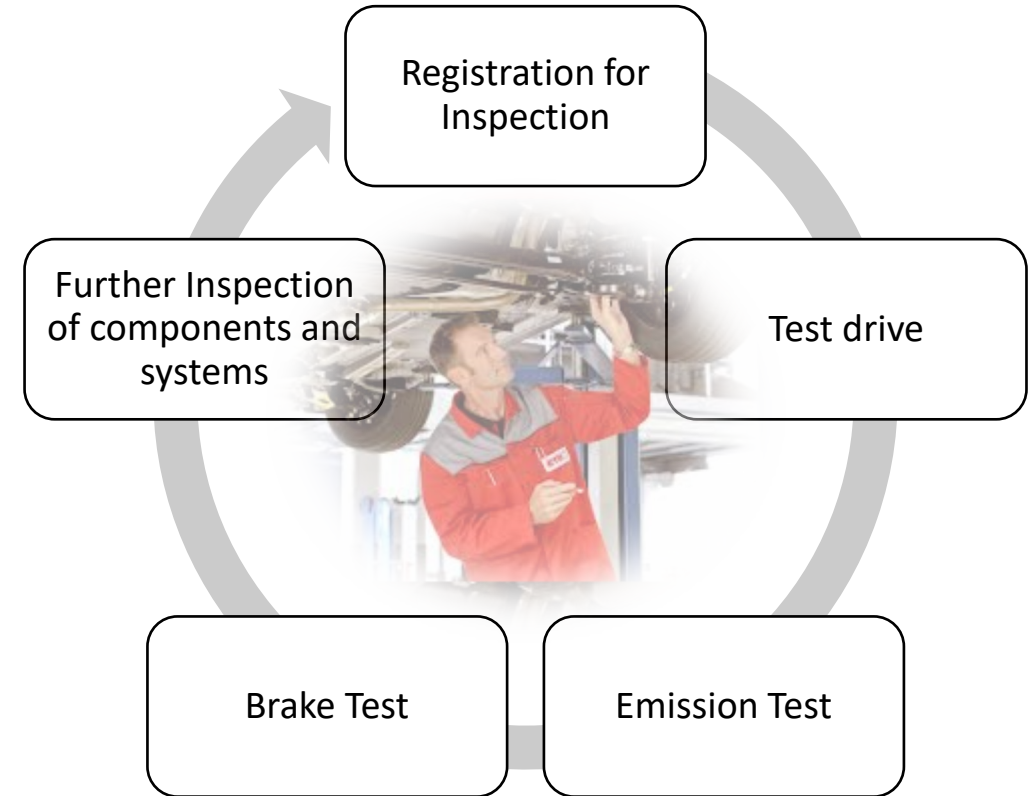 Registration for
Inspection
Test drive
Emission Test
Brake Test
Further Inspection
of components and
systems